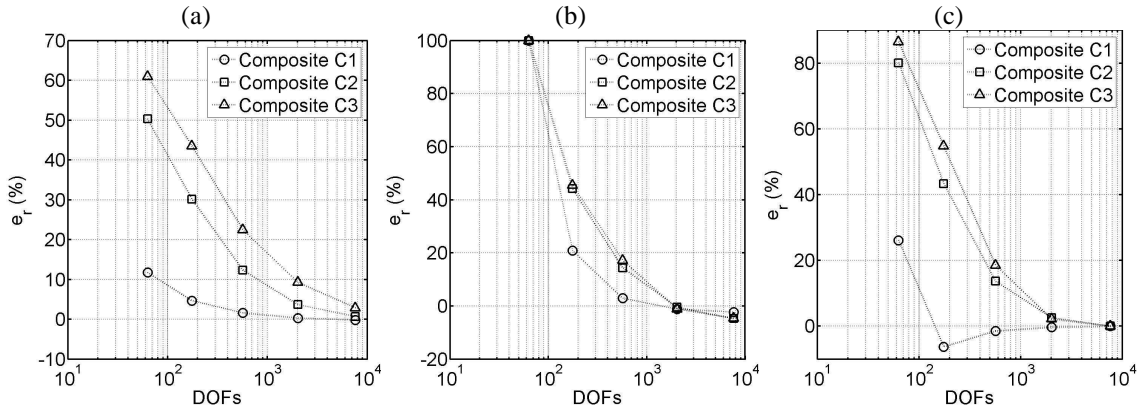 (a)
70
60
50
40
30
20
10
0
-10
e_r (%)
10^1
10^2
10^3
10^4
DOFs
Composite C1
Composite C2
Composite C3
(b)
100
80
60
40
20
0
-20
e_r (%)
10^1
10^2
10^3
10^4
DOFs
Composite C1
Composite C2
Composite C3
(c)
80
60
40
20
0
e_r (%)
10^1
10^2
10^3
10^4
DOFs
Composite C1
Composite C2
Composite C3